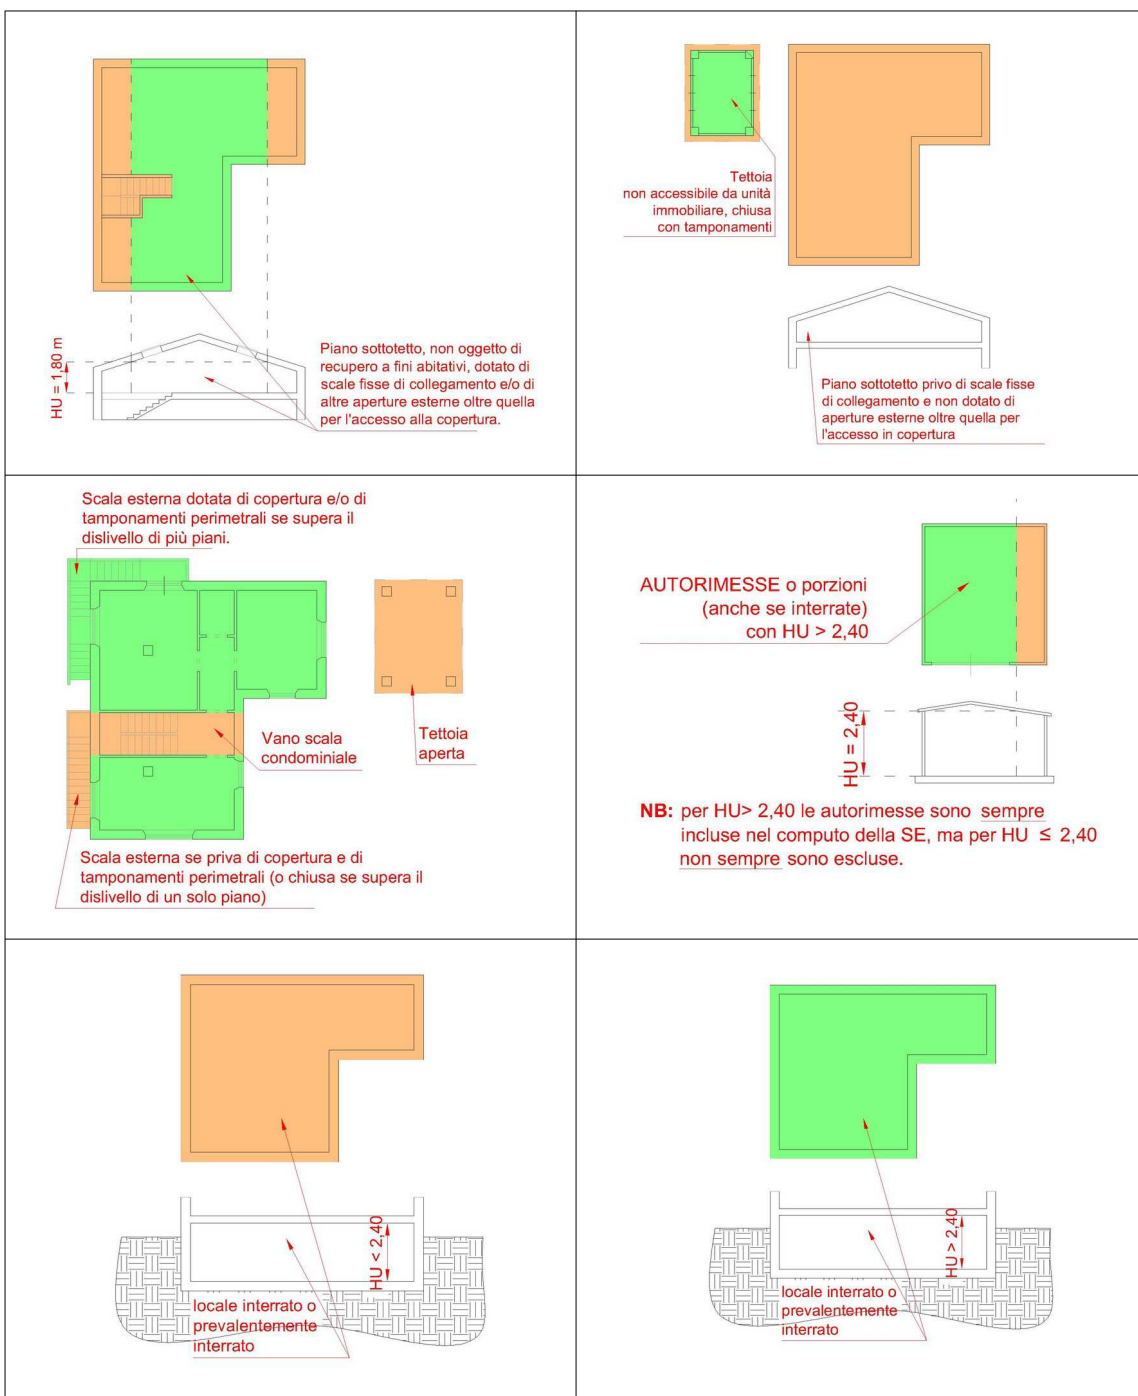 HU = 1,80 m
Piano sottotetto, non oggetto di
recupero a fini abitativi, dotato di
scale fisse di collegamento e/o di
altre aperture esterne oltre quella
per l'accesso alla copertura.
Tettoia
non accessibile da unità
immobiliare, chiusa
con tamponamenti
Piano sottotetto privo di scale fisse
di collegamento e non dotato di
aperture esterne oltre quella per
l'accesso in copertura
Scala esterna dotata di copertura e/o di
tamponamenti perimetrali se supera il
dislivello di più piani.
Vano scala
condominiale
Tettoia
aperta
Scala esterna se priva di copertura e di
tamponamenti perimetrali (o chiusa se supera il
dislivello di un solo piano)
AUTORIMESSE o porzioni
(anche se interrate)
con HU > 2,40
HU = 2,40
NB: per HU> 2,40 le autorimesse sono sempre
incluse nel computo della SE, ma per HU ≤ 2,40
non sempre sono escluse.
HU < 2,40
locale interrato o
prevalentemente
interrato
HU > 2,40
locale interrato o
prevalentemente
interrato